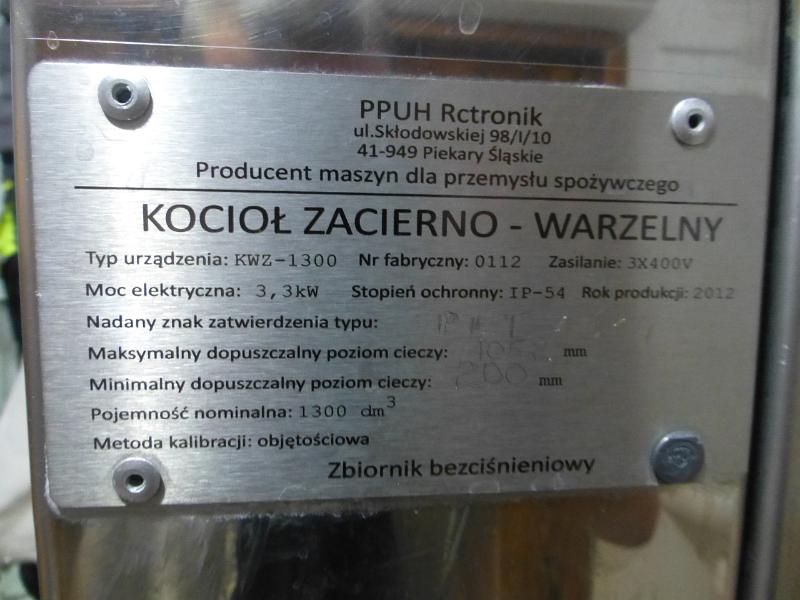 PPUH Rctronik
ul.Skłodowskiej 98/I/10
41-949 Piekary Śląskie
Producent maszyn dla przemysłu spożywczego
KOCIOŁ ZACIERNO - WARZELNY
Typ urządzenia: KWZ-1300 Nr fabryczny: 0112 Zasilanie: 3X400V
Moc elektryczna: 3,3kW Stopień ochronny: IP-54 Rok produkcji: 2012
Nadany znak zatwierdzenia typu:
Maksymalny dopuszczalny poziom cieczy: mm
Minimalny dopuszczalny poziom cieczy: 200 mm
Pojemność nominalna: 1300 dm³
Metoda kalibracji: objętościowa
Zbiornik bezciśnieniowy